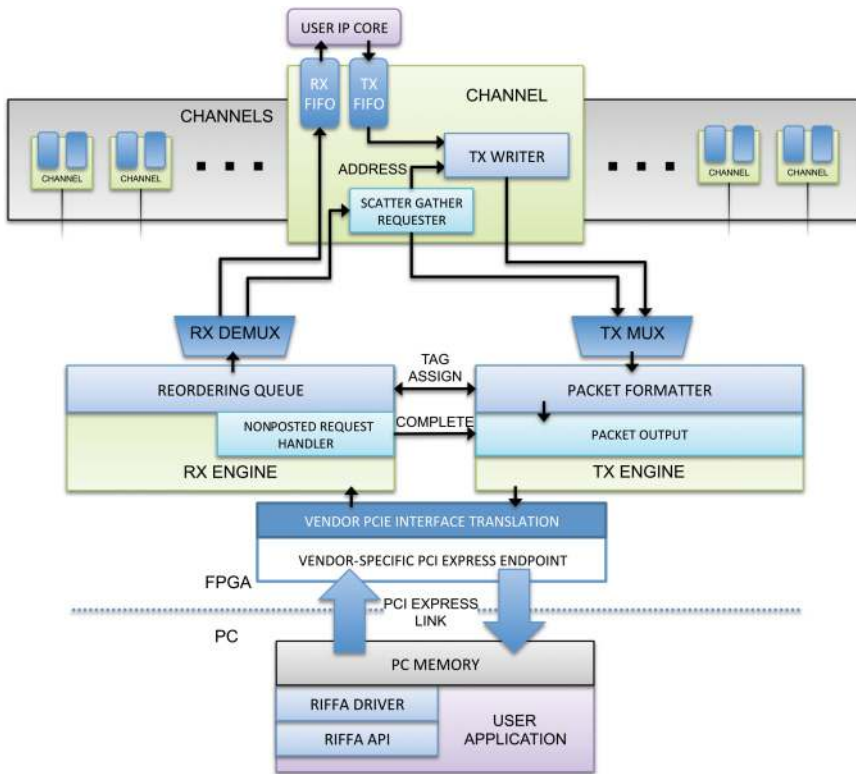 USER IP CORE
RX
FIFO
TX
FIFO
CHANNEL
CHANNELS
TX WRITER
ADDRESS
CHANNEL
CHANNEL
CHANNEL
CHANNEL
SCATTER GATHER
REQUESTER
RX DEMUX
TX MUX
TAG
ASSIGN
REORDERING QUEUE
PACKET FORMATTER
NONPOSTED REQUEST
HANDLER
COMPLETE
PACKET OUTPUT
RX ENGINE
TX ENGINE
VENDOR PCIE INTERFACE TRANSLATION
VENDOR-SPECIFIC PCI EXPRESS ENDPOINT
FPGA
PCI EXPRESS
LINK
PC
PC MEMORY
RIFFA DRIVER
RIFFA API
USER
APPLICATION